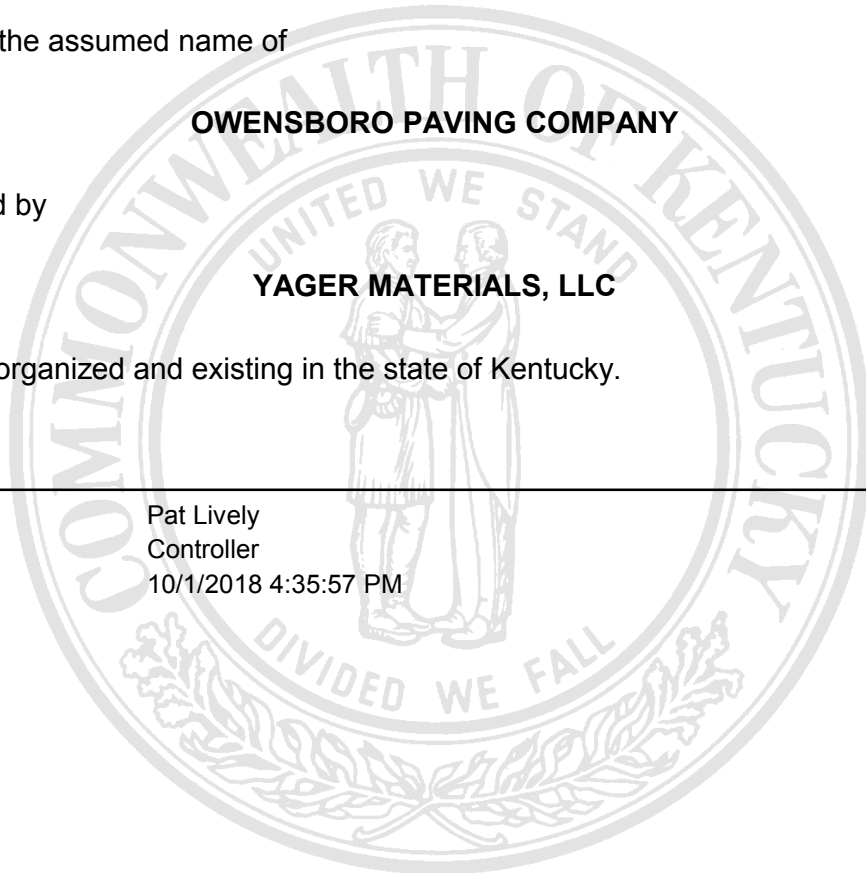 the assumed name of
OWENSBORO PAVING COMPANY
d by
YAGER MATERIALS, LLC
organized and existing in the state of Kentucky.
Pat Lively
Controller
10/1/2018 4:35:57 PM
COMMONWEALTH OF KENTUCKY
UNITED WE STAND
DIVIDED WE FALL